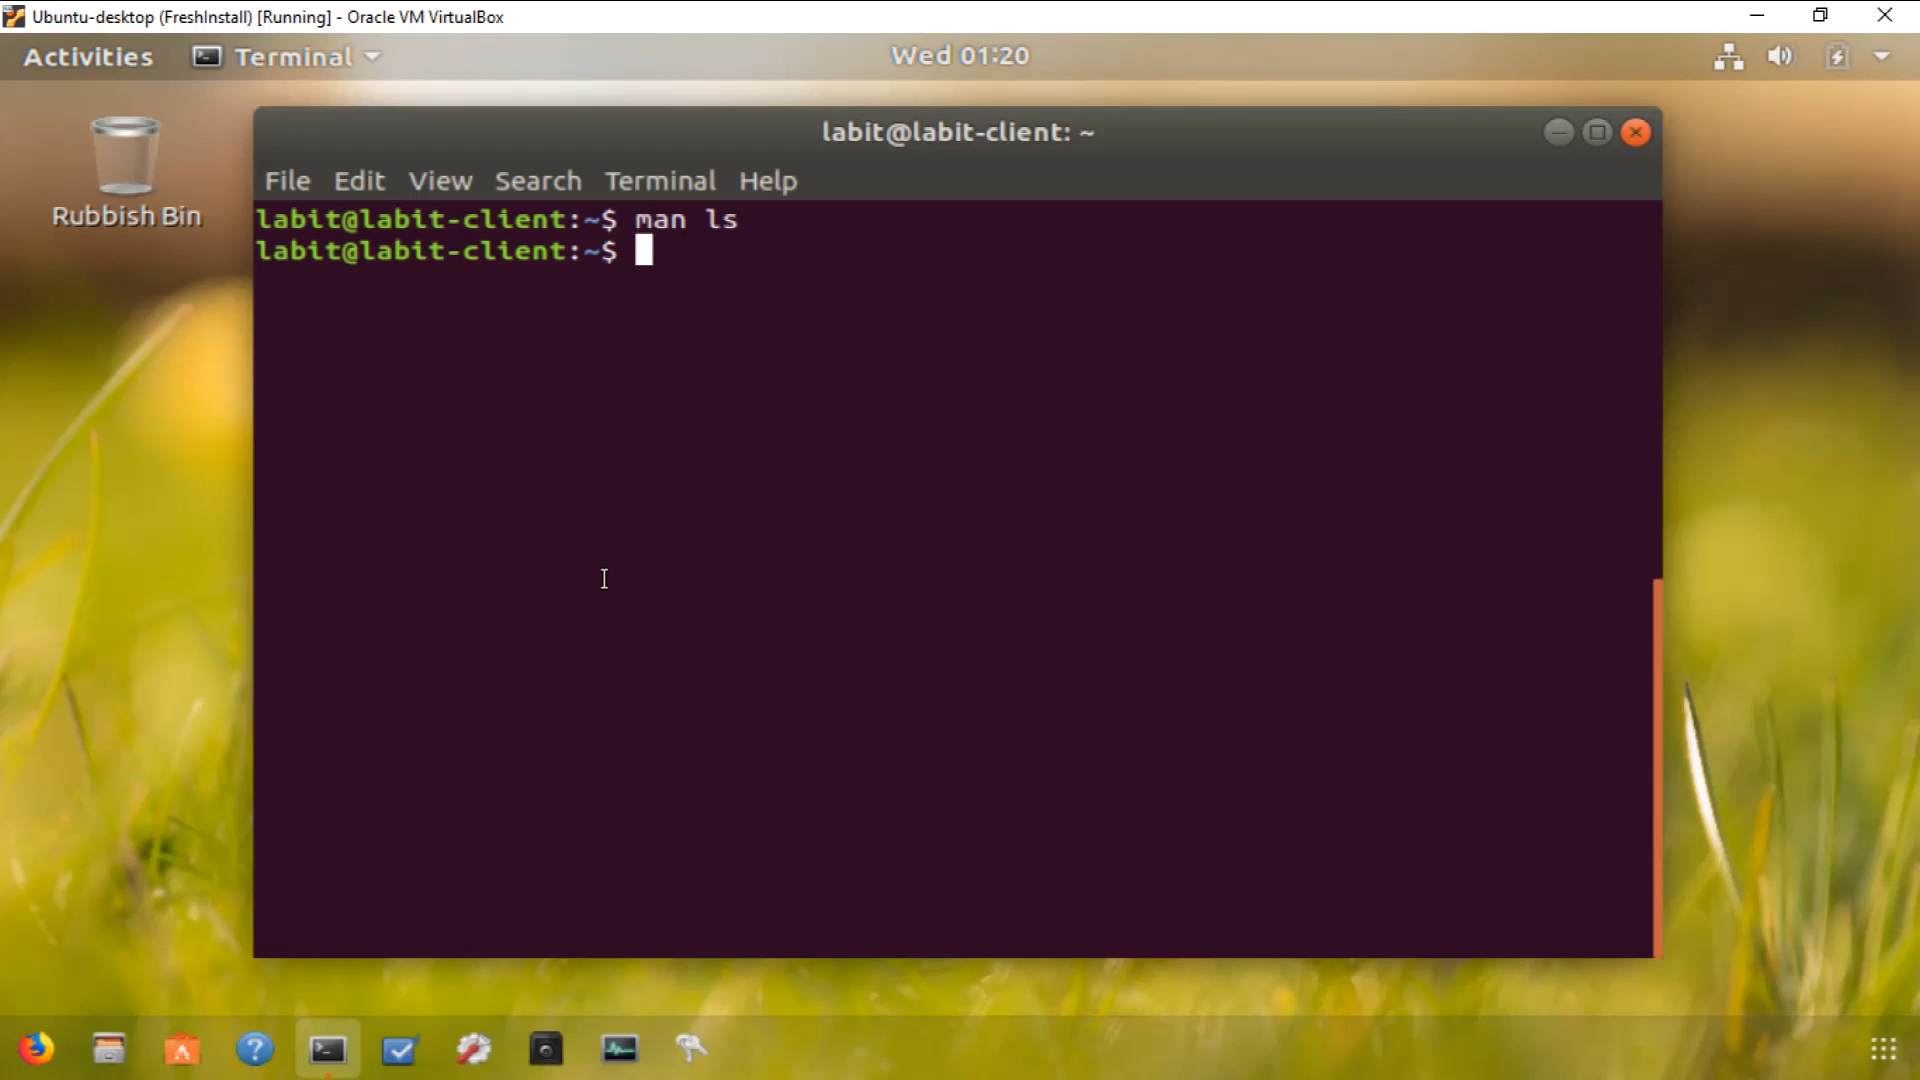 Ubuntu-desktop (FreshInstall) [Running] - Oracle VM VirtualBox
Activities Terminal Wed 01:20
Rubbish Bin
labit@labit-client: ~
File Edit View Search Terminal Help
labit@labit-client:~$ man ls
labit@labit-client:~$